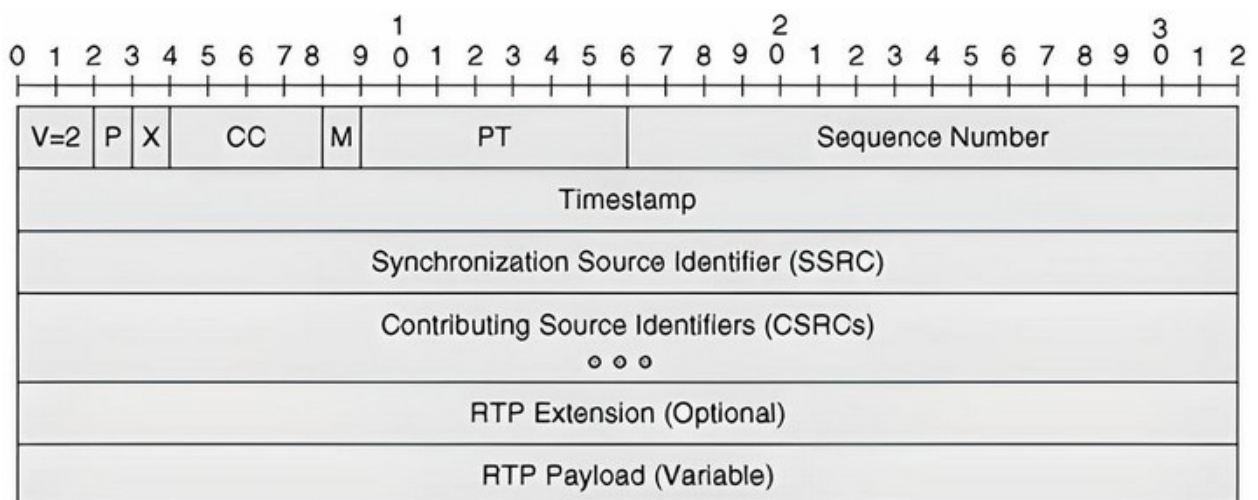 1 2 3
0 1 2 3 4 5 6 7 8 9 0 1 2 3 4 5 6 7 8 9 0 1 2 3 4 5 6 7 8 9 0 1 2
V=2 P X CC M PT Sequence Number
Timestamp
Synchronization Source Identifier (SSRC)
Contributing Source Identifiers (CSRCs)
RTP Extension (Optional)
RTP Payload (Variable)